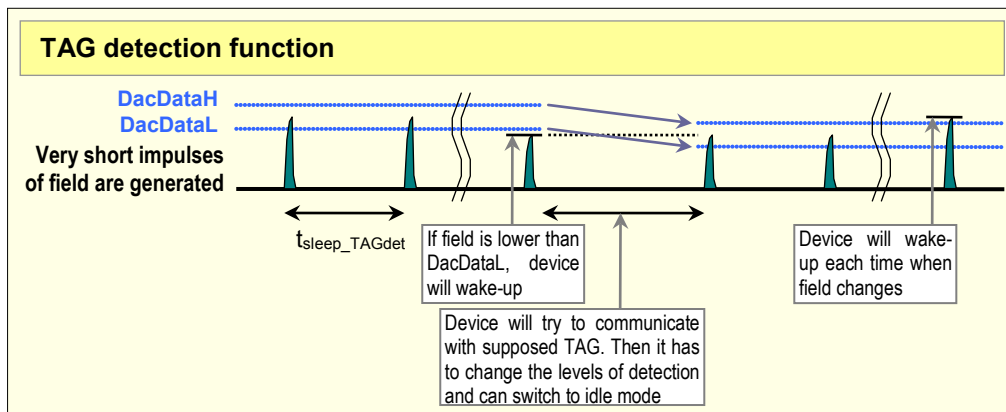 TAG detection function
DacDataH
DacDataL
Very short impulses
of field are generated
tsleep_TAGdet
If field is lower than
DacDataL, device
will wake-up
Device will try to communicate
with supposed TAG. Then it has
to change the levels of detection
and can switch to idle mode
Device will wake-
up each time when
field changes